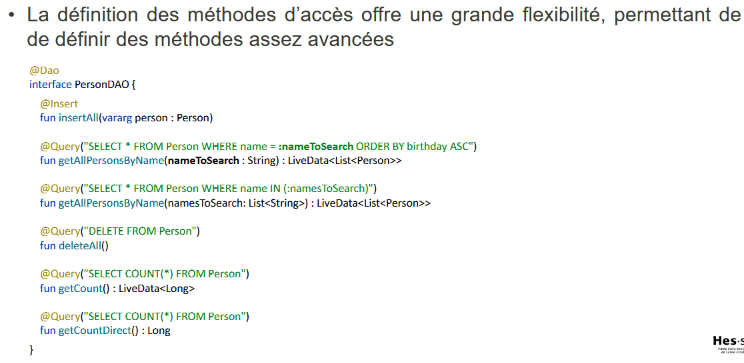 • La définition des méthodes d'accès offre une grande flexibilité, permettant de
de définir des méthodes assez avancées
@Dao
interface PersonDAO {
@Insert
fun insertAll(vararg person : Person)
@Query("SELECT * FROM Person WHERE name = :nameToSearch ORDER BY birthday ASC")
fun getAllPersonsByName(nameToSearch : String) : LiveData<List<Person>>
@Query("SELECT * FROM Person WHERE name IN (:namesToSearch)")
fun getAllPersonsByName(namesToSearch: List<String>) : LiveData<List<Person>>
@Query("DELETE FROM Person")
fun deleteAll()
@Query("SELECT COUNT(*) FROM Person")
fun getCount() : LiveData<Long>
@Query("SELECT COUNT(*) FROM Person")
fun getCountDirect() : Long
}
Hes·s